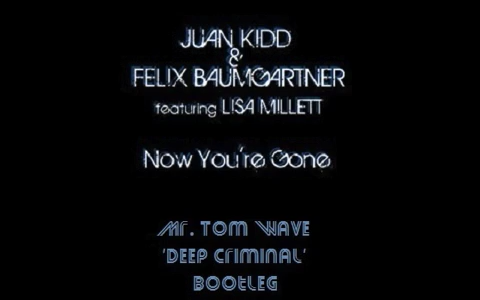 JUAN KIDD
&
FELIX BAUMGARTNER
featuring LISA MILLETT
Now You're Gone
Mr. Tom Wave
'Deep Criminal'
Bootleg